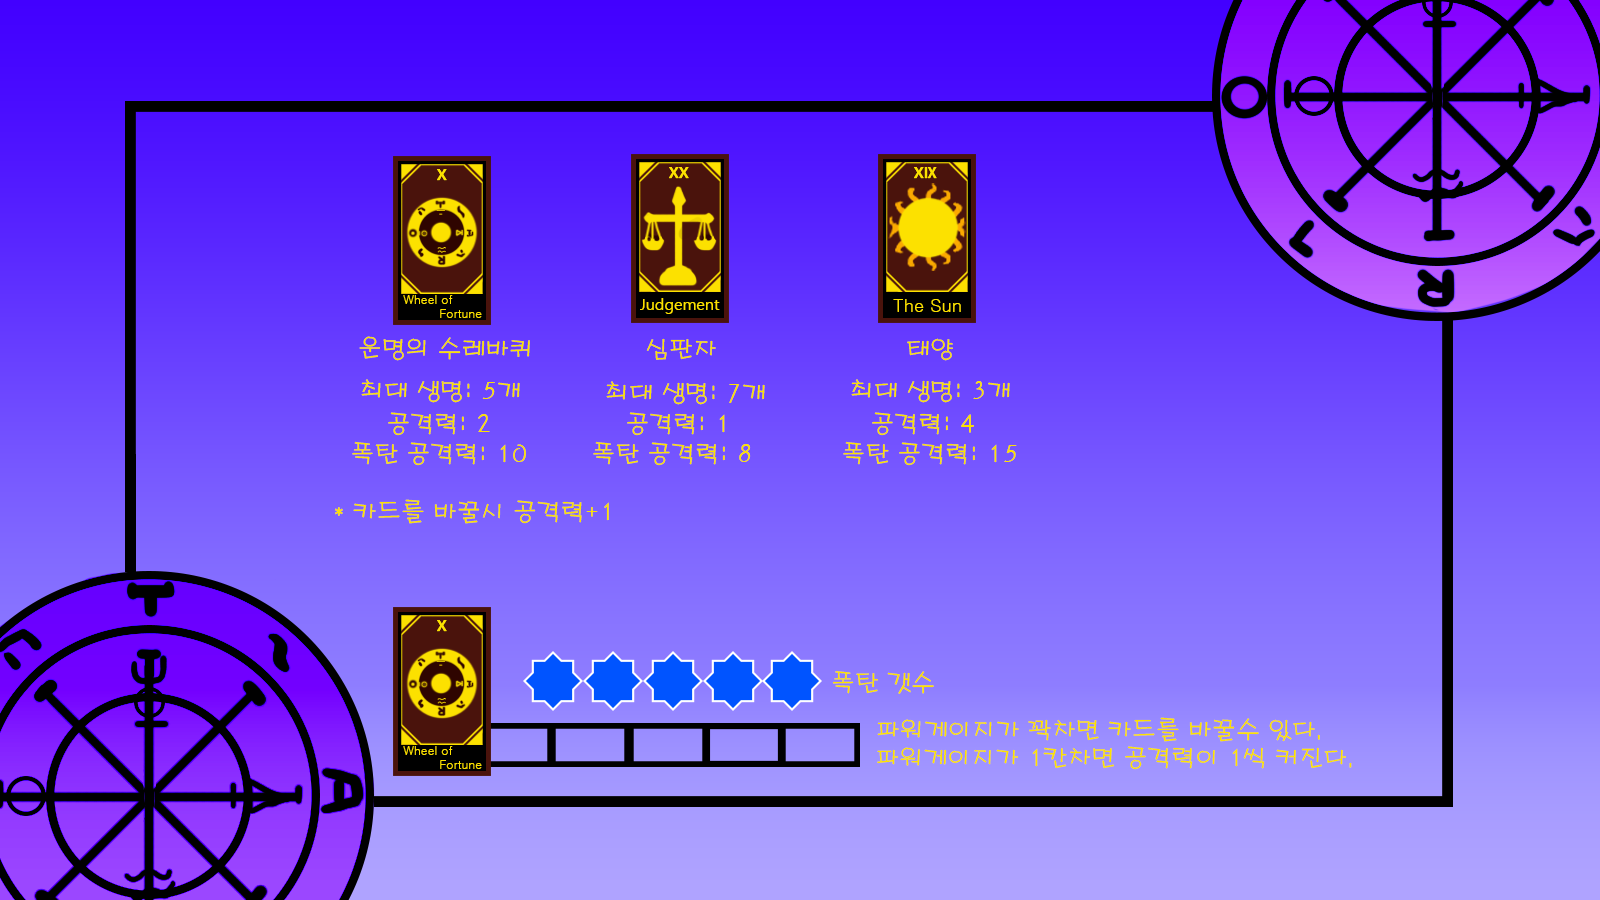 X
XX
XIX
Wheel of
Fortune
Judgement
The Sun
운명의 수레바퀴
심판자
태양
최대 생명: 5개
최대 생명: 7개
최대 생명: 3개
공격력: 2
공격력: 1
공격력: 4
폭탄 공격력: 10
폭탄 공격력: 8
폭탄 공격력: 15
* 카드를 바꿀시 공격력+1
X
Wheel of
Fortune
폭탄 갯수
파워게이지가 꽉차면 카드를 바꿀수 있다.
파워게이지가 1칸차면 공격력이 1씩 커진다.
O
R
T
A